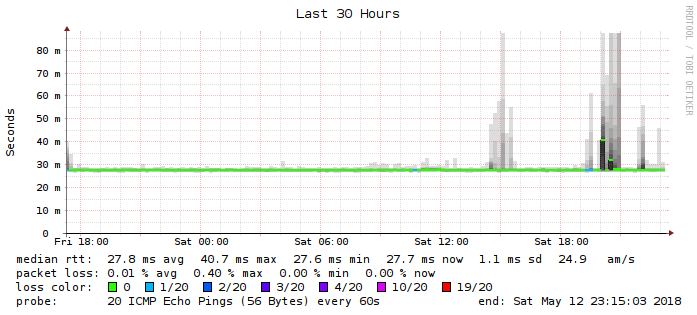 Last 30 Hours
RRDTOOL / TOBI OETIKER
Seconds
80 m
70 m
60 m
50 m
40 m
30 m
20 m
10 m
0
Fri 18:00 Sat 00:00 Sat 06:00 Sat 12:00 Sat 18:00
median rtt: 27.8 ms avg 40.7 ms max 27.6 ms min 27.7 ms now 1.1 ms sd 24.9 am/s
packet loss: 0.01 % avg 0.40 % max 0.00 % min 0.00 % now
loss color: 0 1/20 2/20 3/20 4/20 10/20 19/20
probe: 20 ICMP Echo Pings (56 Bytes) every 60s end: Sat May 12 23:15:03 2018